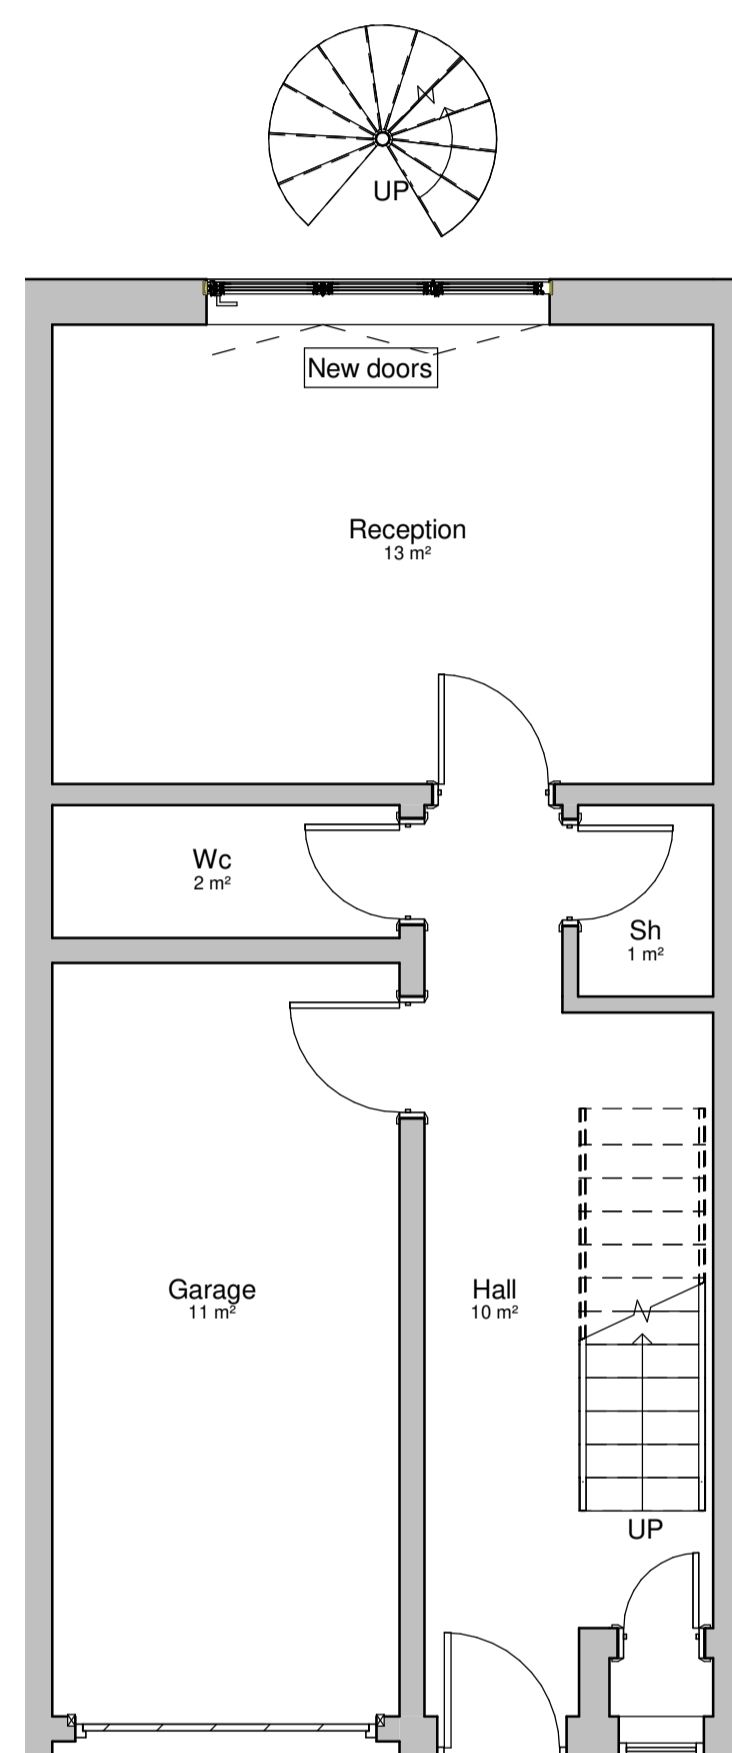 UP
New doors
Reception
13 m²
Wc
2 m²
Sh
1 m²
Garage
11 m²
Hall
10 m²
UP